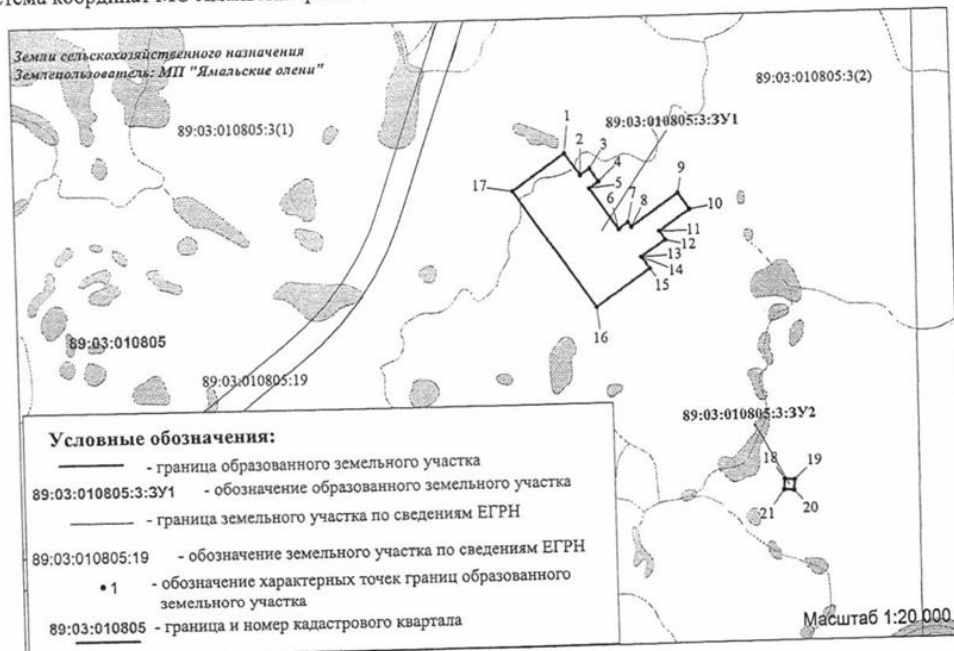 Земли сельскохозяйственного назначения
Землепользователь: МП "Ямальские олени"
89:03:010805:3(1)
89:03:010805:3(2)
89:03:010805:3:ЗУ1
1
2
3
4
5
6
7
8
9
10
11
12
13
14
15
16
17
89:03:010805
89:03:010805:19
89:03:010805:3:ЗУ2
18
19
20
21
Условные обозначения:
- граница образованного земельного участка
89:03:010805:3:ЗУ1 - обозначение образованного земельного участка
- граница земельного участка по сведениям ЕГРН
89:03:010805:19 - обозначение земельного участка по сведениям ЕГРН
• 1 - обозначение характерных точек границ образованного
земельного участка
89:03:010805 - граница и номер кадастрового квартала
Масштаб 1:20 000